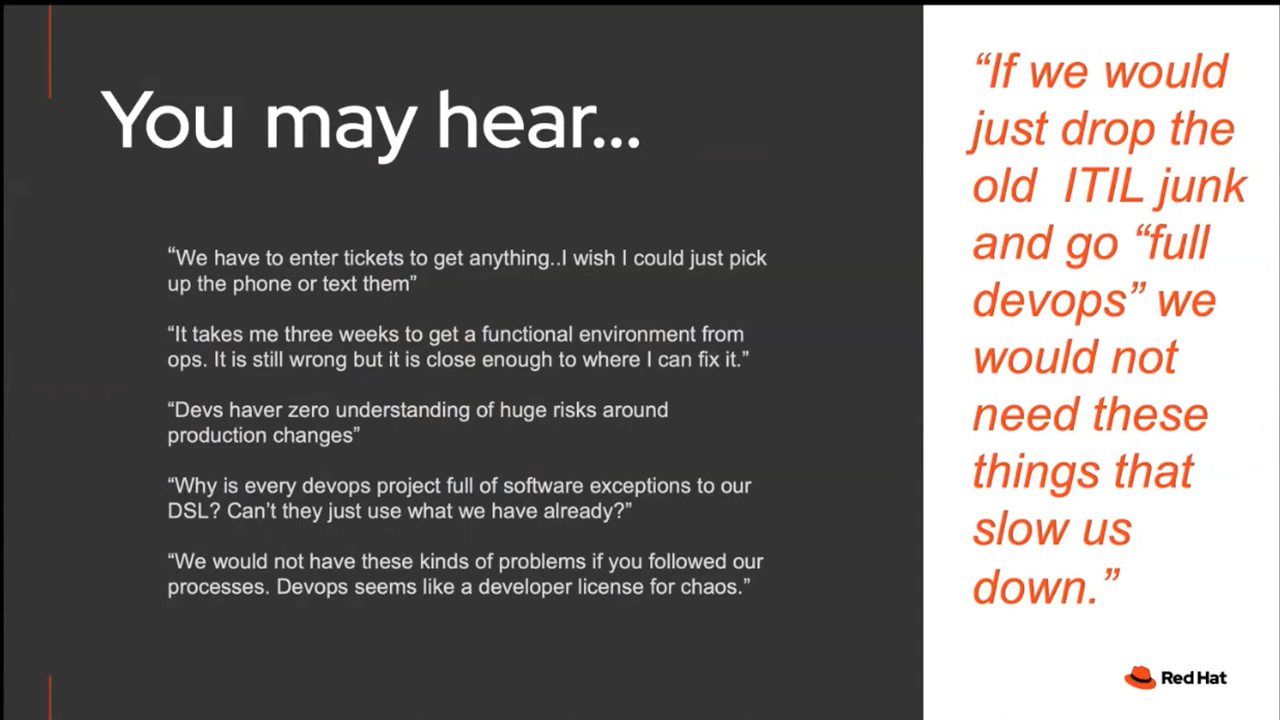 You may hear...
“We have to enter tickets to get anything..I wish I could just pick
up the phone or text them”
“It takes me three weeks to get a functional environment from
ops. It is still wrong but it is close enough to where I can fix it.”
“Devs haver zero understanding of huge risks around
production changes”
“Why is every devops project full of software exceptions to our
DSL? Can’t they just use what we have already?”
“We would not have these kinds of problems if you followed our
processes. Devops seems like a developer license for chaos.”
“If we would
just drop the
old ITIL junk
and go “full
devops” we
would not
need these
things that
slow us
down.”
Red Hat